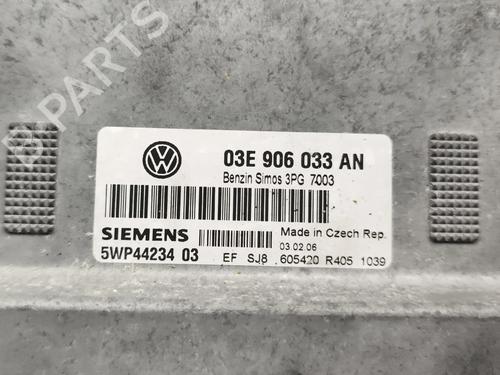 B-PARTS
03E 906 033 AN
Benzin Simos 3PG 7003
SIEMENS
Made in Czech Rep.
03.02.06
5WP44234 03 EF SJ8 605420 R405 1039